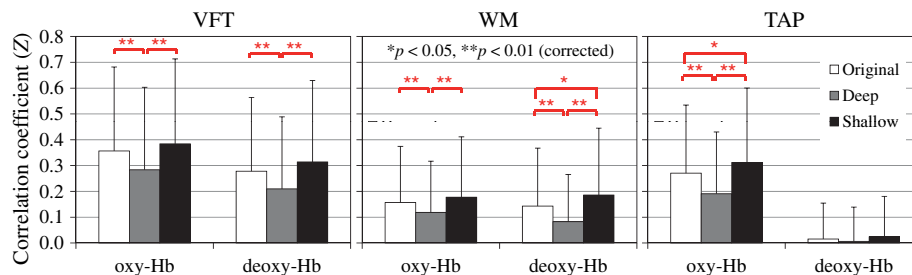 VFT
WM
TAP
Correlation coefficient (Z)
0.8
0.7
0.6
0.5
0.4
0.3
0.2
0.1
0.0
** **
** **
*p < 0.05, **p < 0.01 (corrected)
** **
*
** **
*
** **
Original
Deep
Shallow
oxy-Hb
deoxy-Hb
oxy-Hb
deoxy-Hb
oxy-Hb
deoxy-Hb